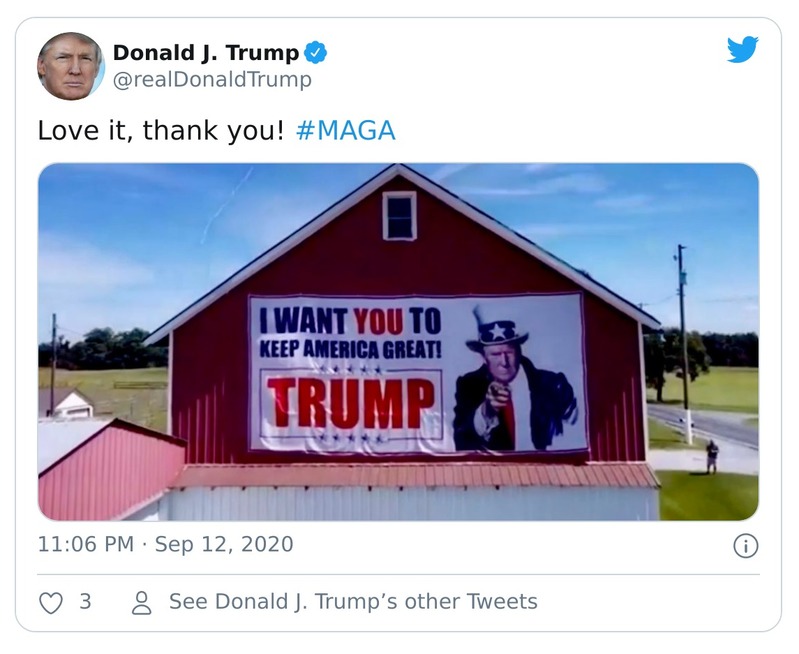 Donald J. Trump
@realDonaldTrump
Love it, thank you! #MAGA
I WANT YOU TO
KEEP AMERICA GREAT!
TRUMP
11:06 PM · Sep 12, 2020
3
See Donald J. Trump’s other Tweets